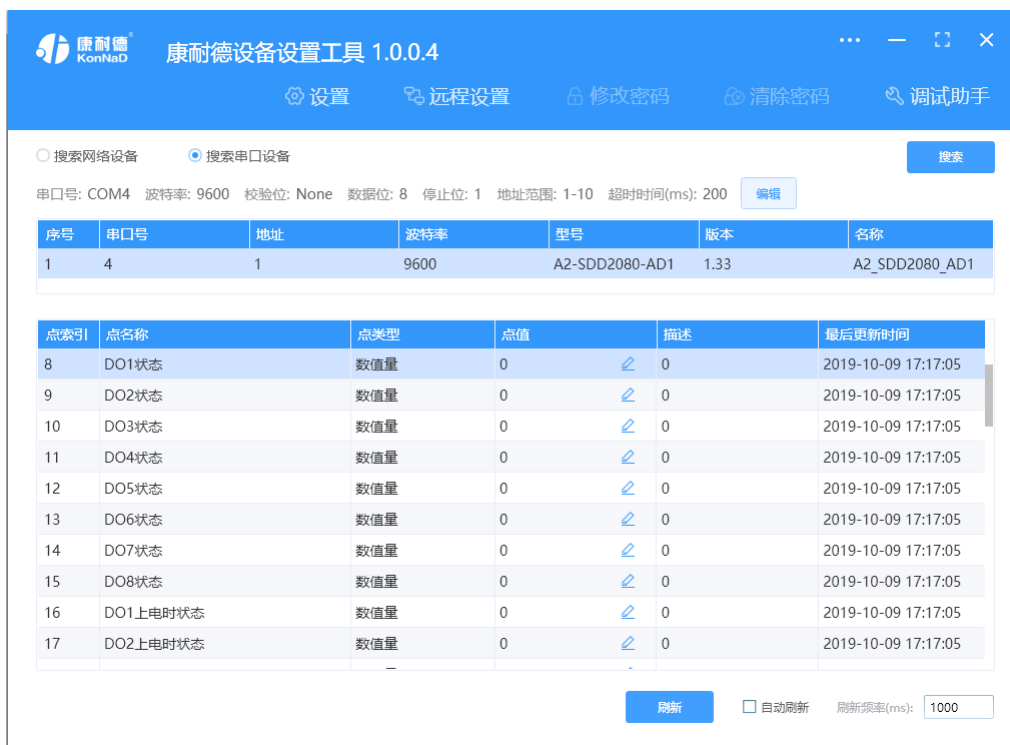 康耐德® KonNaD 康耐德设备设置工具 1.0.0.4
设置 远程设置 修改密码 清除密码 调试助手
搜索网络设备 搜索串口设备 搜索
串口号: COM4 波特率: 9600 校验位: None 数据位: 8 停止位: 1 地址范围: 1-10 超时时间(ms): 200 编辑
序号 串口号 地址 波特率 型号 版本 名称
1 4 1 9600 A2-SDD2080-AD1 1.33 A2_SDD2080_AD1
点索引 点名称 点类型 点值 描述 最后更新时间
8 DO1状态 数值量 0 0 2019-10-09 17:17:05
9 DO2状态 数值量 0 0 2019-10-09 17:17:05
10 DO3状态 数值量 0 0 2019-10-09 17:17:05
11 DO4状态 数值量 0 0 2019-10-09 17:17:05
12 DO5状态 数值量 0 0 2019-10-09 17:17:05
13 DO6状态 数值量 0 0 2019-10-09 17:17:05
14 DO7状态 数值量 0 0 2019-10-09 17:17:05
15 DO8状态 数值量 0 0 2019-10-09 17:17:05
16 DO1上电时状态 数值量 0 0 2019-10-09 17:17:05
17 DO2上电时状态 数值量 0 0 2019-10-09 17:17:05
刷新 自动刷新 刷新频率(ms): 1000